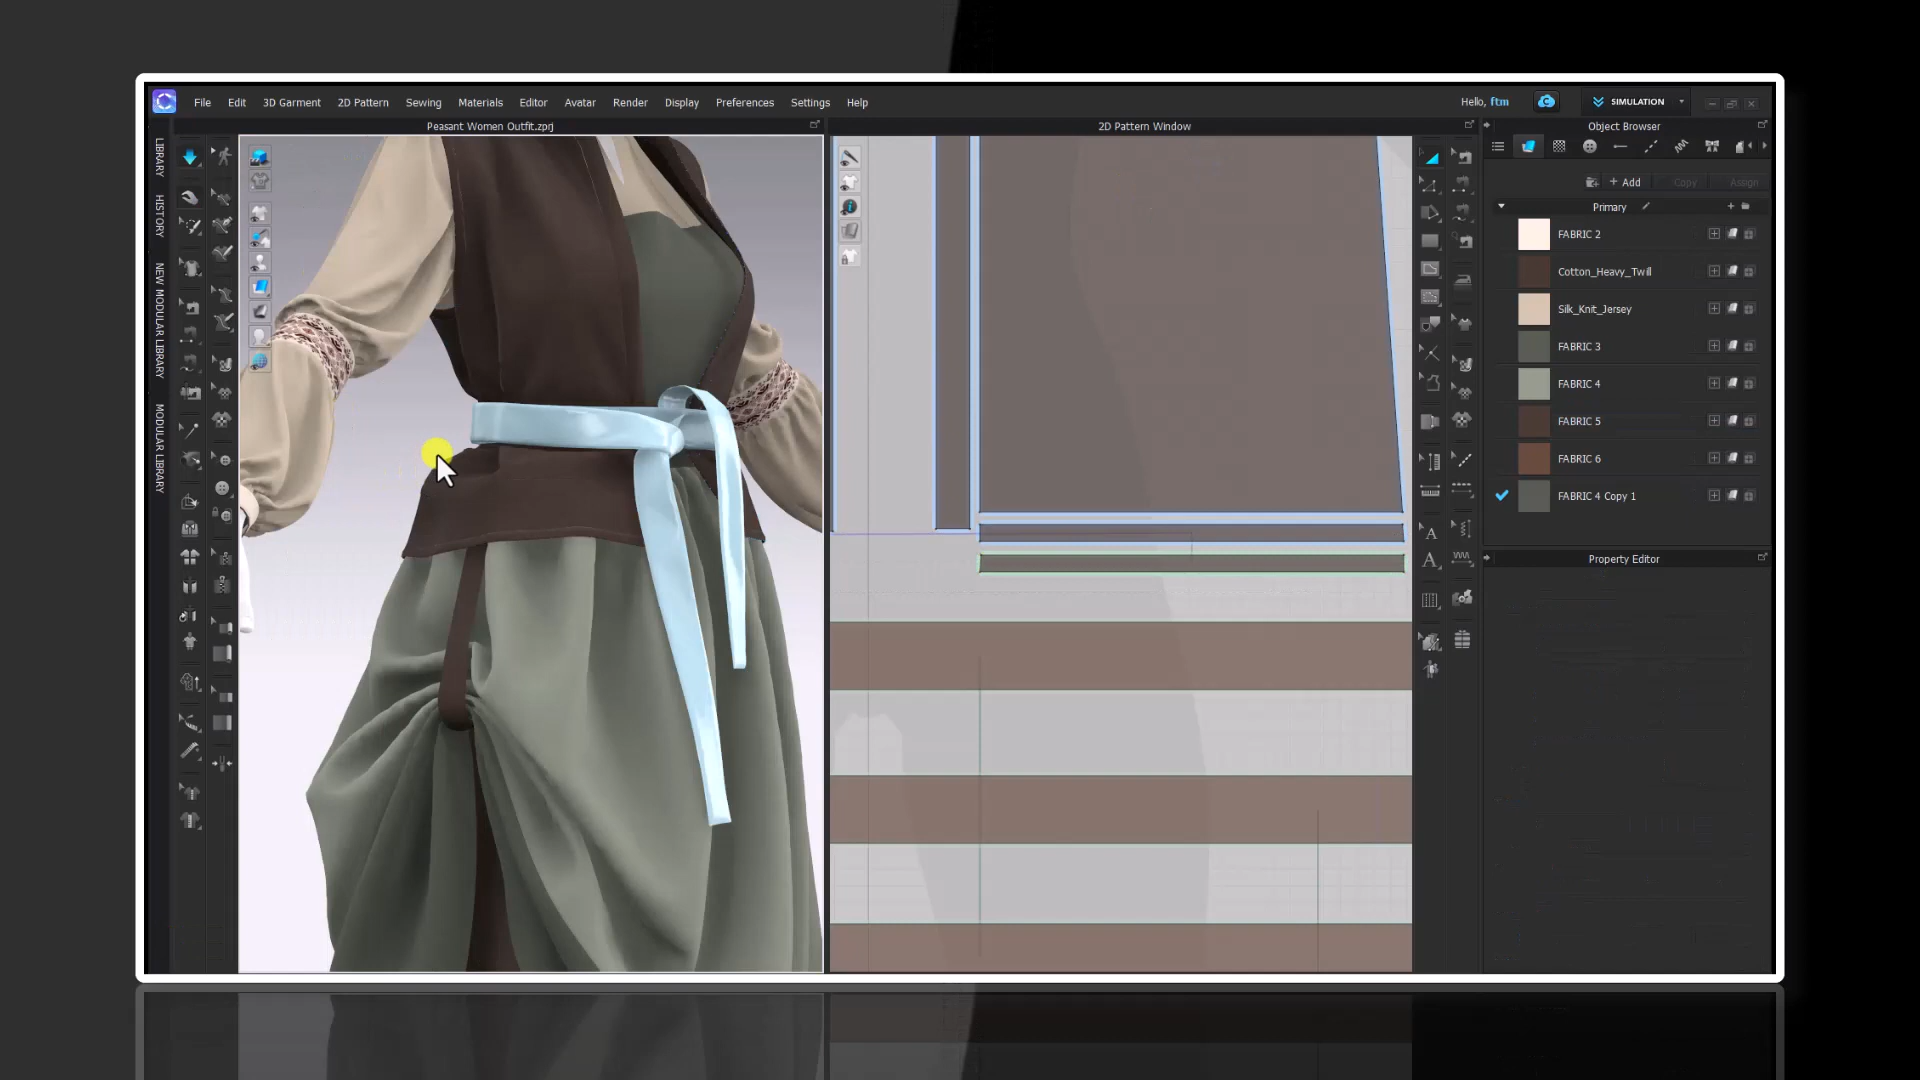 File Edit 3D Garment 2D Pattern Sewing Materials Editor Avatar Render Display Preferences Settings Help
Hello, ftm
SIMULATION
Peasant Women Outfit.zprj
2D Pattern Window
Object Browser
LIBRARY
HISTORY
NEW MODULAR LIBRARY
MODULAR LIBRARY
+ Add Copy Assign
Primary
FABRIC 2
Cotton_Heavy_Twill
Silk_Knit_Jersey
FABRIC 3
FABRIC 4
FABRIC 5
FABRIC 6
FABRIC 4 Copy 1
Property Editor